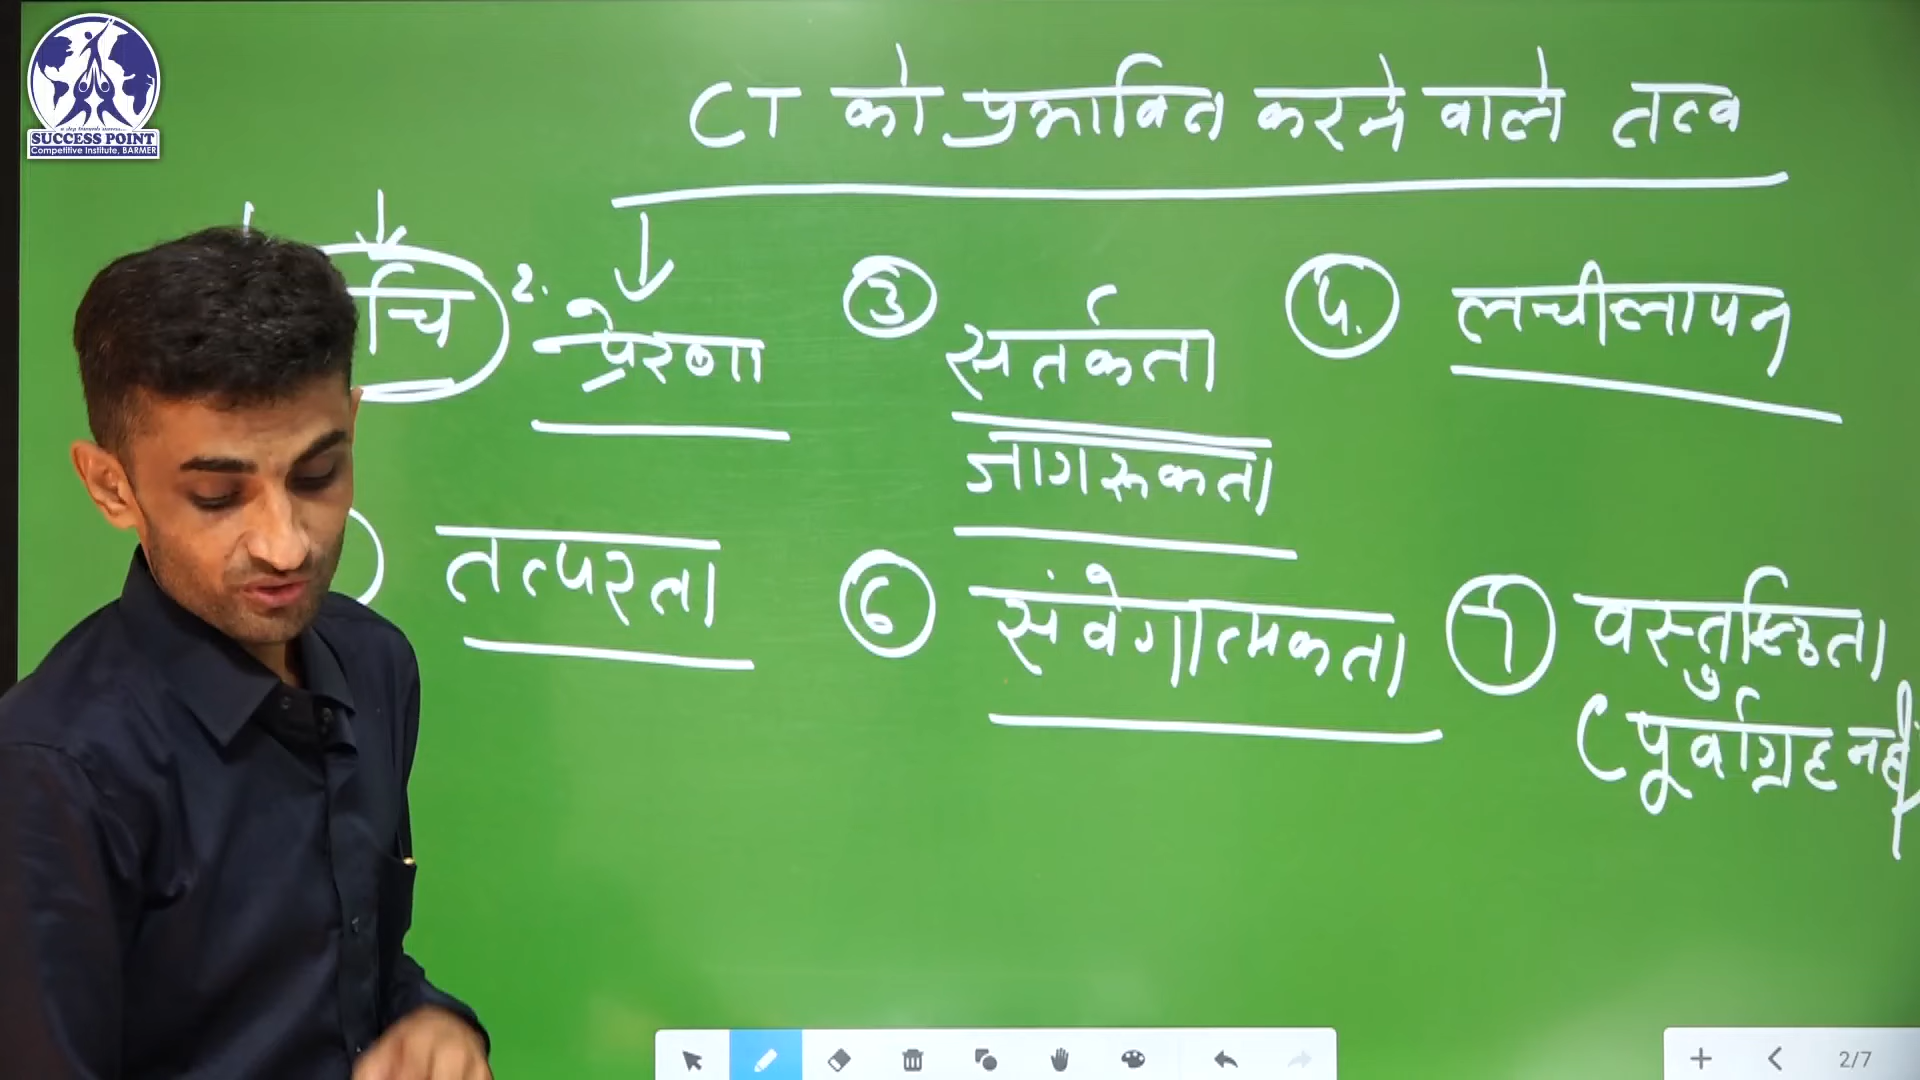 SUCCESS POINT
Competitive Institute, BARMER
CT को प्रभावित करने वाले तत्व
2. प्रेरणा
3 सतर्कता
जागरूकता
4. लचीलापन
तत्परता
6 संवेगात्मकता
7 वस्तुनिष्ठता
(पूर्वाग्रह नहीं)
2/7